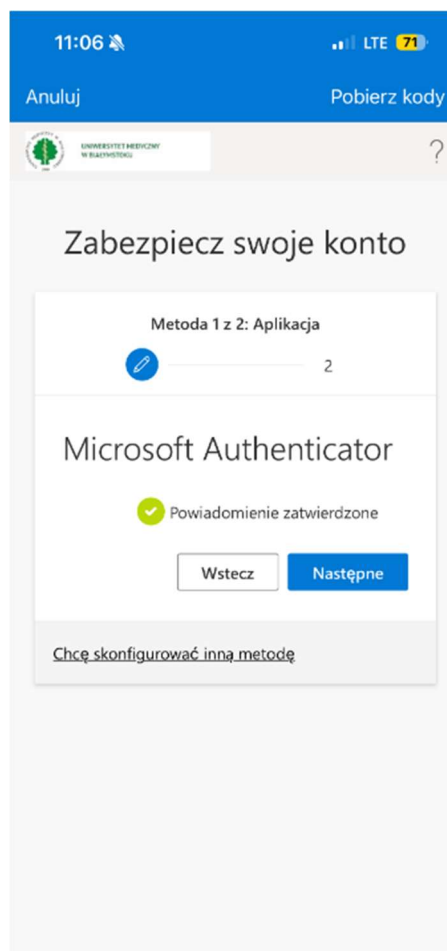 11:06
LTE 71
Anuluj
Pobierz kody
UNIWERSYTET MEDYCZNY
W BIAŁYMSTOKU
?
Zabezpiecz swoje konto
Metoda 1 z 2: Aplikacja
2
Microsoft Authenticator
Powiadomienie zatwierdzone
Wstecz
Następne
Chcę skonfigurować inną metodę